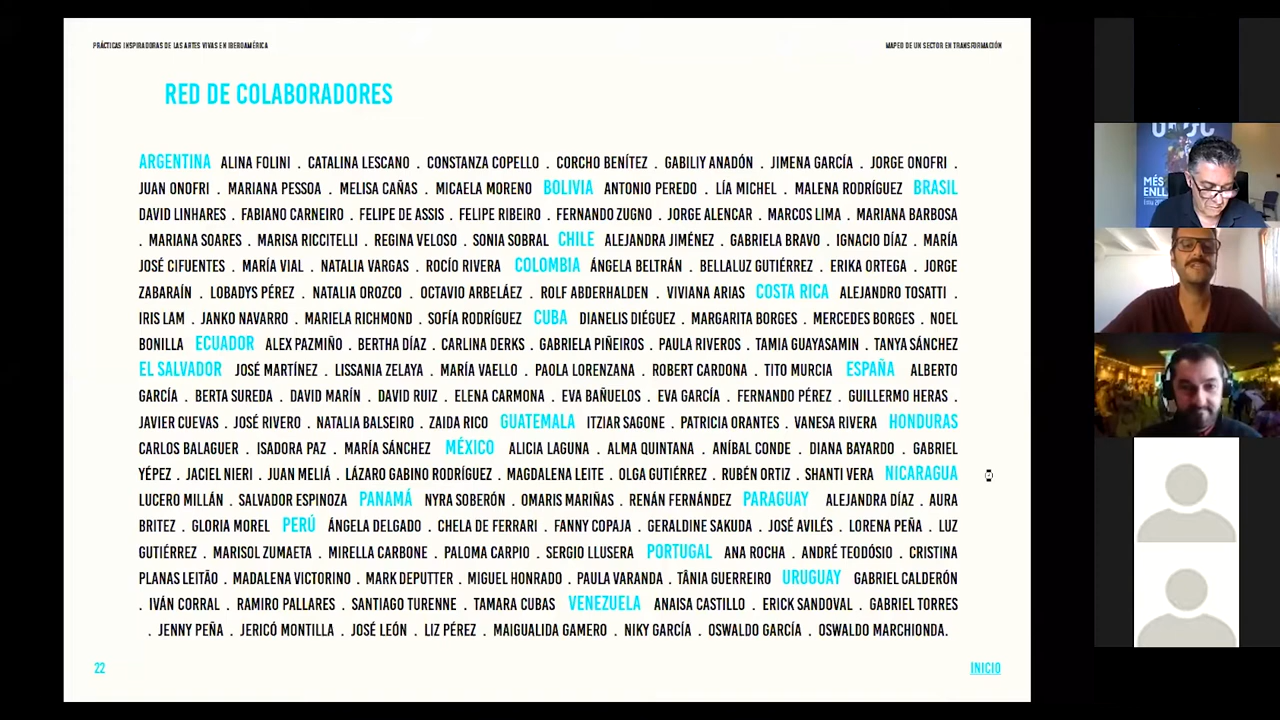 PRÁCTICAS INSPIRADORAS DE LAS ARTES VIVAS EN IBEROAMÉRICA
MAPEO DE UN SECTOR EN TRANSFORMACIÓN
RED DE COLABORADORES
ARGENTINA ALINA FOLINI . CATALINA LESCANO . CONSTANZA COPELLO . CORCHO BENÍTEZ . GABILIY ANADÓN . JIMENA GARCÍA . JORGE ONOFRI .
JUAN ONOFRI . MARIANA PESSOA . MELISA CAÑAS . MICAELA MORENO BOLIVIA ANTONIO PEREDO . LÍA MICHEL . MALENA RODRÍGUEZ BRASIL
DAVID LINHARES . FABIANO CARNEIRO . FELIPE DE ASSIS . FELIPE RIBEIRO . FERNANDO ZUGNO . JORGE ALENCAR . MARCOS LIMA . MARIANA BARBOSA
. MARIANA SOARES . MARISA RICCITELLI . REGINA VELOSO . SONIA SOBRAL CHILE ALEJANDRA JIMÉNEZ . GABRIELA BRAVO . IGNACIO DÍAZ . MARÍA
JOSÉ CIFUENTES . MARÍA VIAL . NATALIA VARGAS . ROCÍO RIVERA COLOMBIA ÁNGELA BELTRÁN . BELLALUZ GUTIÉRREZ . ERIKA ORTEGA . JORGE
ZABARAÍN . LOBADYS PÉREZ . NATALIA OROZCO . OCTAVIO ARBELÁEZ . ROLF ABDERHALDEN . VIVIANA ARIAS COSTA RICA ALEJANDRO TOSATTI .
IRIS LAM . JANKO NAVARRO . MARIELA RICHMOND . SOFÍA RODRÍGUEZ CUBA DIANELIS DIÉGUEZ . MARGARITA BORGES . MERCEDES BORGES . NOEL
BONILLA ECUADOR ALEX PAZMIÑO . BERTHA DÍAZ . CARLINA DERKS . GABRIELA PIÑEIROS . PAULA RIVEROS . TAMIA GUAYASAMIN . TANYA SÁNCHEZ
EL SALVADOR JOSÉ MARTÍNEZ . LISSANIA ZELAYA . MARÍA VAELLO . PAOLA LORENZANA . ROBERT CARDONA . TITO MURCIA ESPAÑA ALBERTO
GARCÍA . BERTA SUREDA . DAVID MARÍN . DAVID RUIZ . ELENA CARMONA . EVA BAÑUELOS . EVA GARCÍA . FERNANDO PÉREZ . GUILLERMO HERAS .
JAVIER CUEVAS . JOSÉ RIVERO . NATALIA BALSEIRO . ZAIDA RICO GUATEMALA ITZIAR SAGONE . PATRICIA ORANTES . VANESA RIVERA HONDURAS
CARLOS BALAGUER . ISADORA PAZ . MARÍA SÁNCHEZ MÉXICO ALICIA LAGUNA . ALMA QUINTANA . ANÍBAL CONDE . DIANA BAYARDO . GABRIEL
YÉPEZ . JACIEL NIERI . JUAN MELIÁ . LÁZARO GABINO RODRÍGUEZ . MAGDALENA LEITE . OLGA GUTIÉRREZ . RUBÉN ORTIZ . SHANTI VERA NICARAGUA
LUCERO MILLÁN . SALVADOR ESPINOZA PANAMÁ NYRA SOBERÓN . OMARIS MARIÑAS . RENÁN FERNÁNDEZ PARAGUAY ALEJANDRA DÍAZ . AURA
BRITEZ . GLORIA MOREL PERÚ ÁNGELA DELGADO . CHELA DE FERRARI . FANNY COPAJA . GERALDINE SAKUDA . JOSÉ AVILÉS . LORENA PEÑA . LUZ
GUTIÉRREZ . MARISOL ZUMAETA . MIRELLA CARBONE . PALOMA CARPIO . SERGIO LLUSERA PORTUGAL ANA ROCHA . ANDRÉ TEODÓSIO . CRISTINA
PLANAS LEITÃO . MADALENA VICTORINO . MARK DEPUTTER . MIGUEL HONRADO . PAULA VARANDA . TÂNIA GUERREIRO URUGUAY GABRIEL CALDERÓN
. IVÁN CORRAL . RAMIRO PALLARES . SANTIAGO TURENNE . TAMARA CUBAS VENEZUELA ANAISA CASTILLO . ERICK SANDOVAL . GABRIEL TORRES
. JENNY PEÑA . JERICÓ MONTILLA . JOSÉ LEÓN . LIZ PÉREZ . MAIGUALIDA GAMERO . NIKY GARCÍA . OSWALDO GARCÍA . OSWALDO MARCHIONDA.
22
INICIO
MÉS